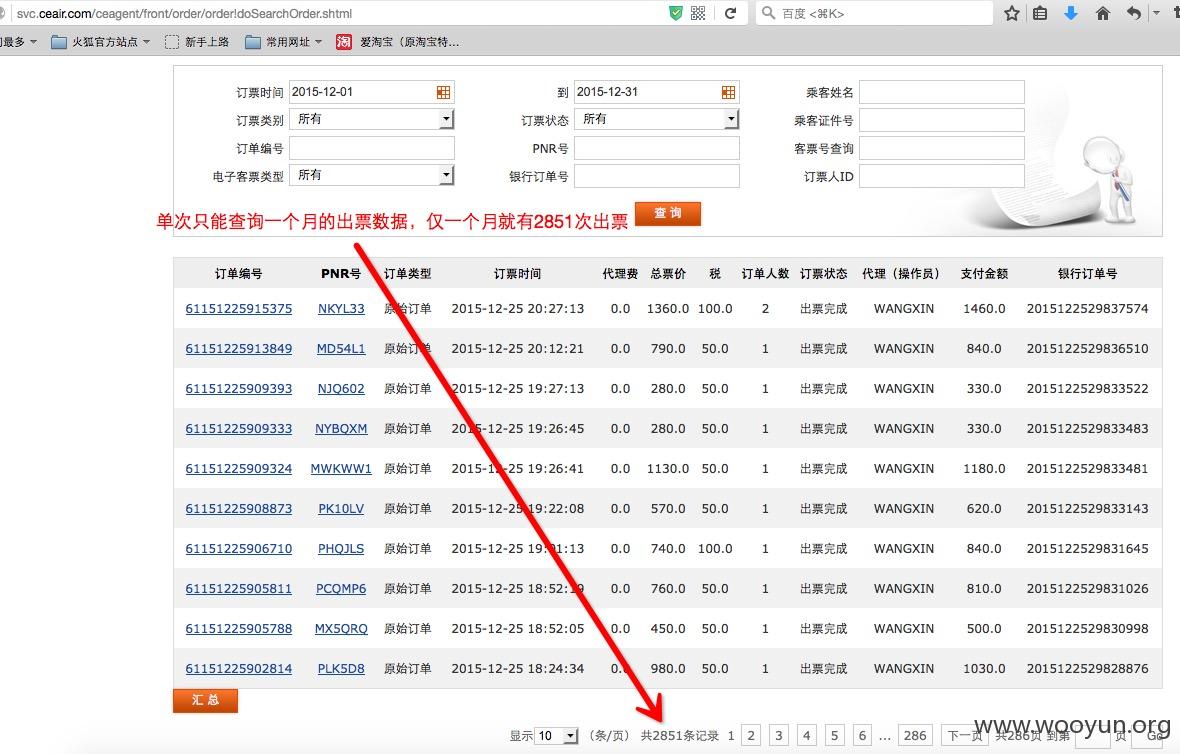 svc.ceair.com/ceagent/front/order/order!doSearchOrder.shtml 百度 <⌘K>
问最多 火狐官方站点 新手上路 常用网址 淘 爱淘宝（原淘宝特...
订票时间 2015-12-01 到 2015-12-31 乘客姓名
订票类别 所有 订票状态 所有 乘客证件号
订单编号 PNR号 客票号查询
电子客票类型 所有 银行订单号 订票人ID
查 询
单次只能查询一个月的出票数据，仅一个月就有2851次出票
订单编号 PNR号 订单类型 订票时间 代理费 总票价 税 订单人数 订票状态 代理（操作员） 支付金额 银行订单号
61151225915375 NKYL33 原始订单 2015-12-25 20:27:13 0.0 1360.0 100.0 2 出票完成 WANGXIN 1460.0 2015122529837574
61151225913849 MD54L1 原始订单 2015-12-25 20:12:21 0.0 790.0 50.0 1 出票完成 WANGXIN 840.0 2015122529836510
61151225909393 NJQ602 原始订单 2015-12-25 19:27:13 0.0 280.0 50.0 1 出票完成 WANGXIN 330.0 2015122529833522
61151225909333 NYBQXM 原始订单 2015-12-25 19:26:45 0.0 280.0 50.0 1 出票完成 WANGXIN 330.0 2015122529833483
61151225909324 MWKWW1 原始订单 2015-12-25 19:26:41 0.0 1130.0 50.0 1 出票完成 WANGXIN 1180.0 2015122529833481
61151225908873 PK10LV 原始订单 2015-12-25 19:22:08 0.0 570.0 50.0 1 出票完成 WANGXIN 620.0 2015122529833143
61151225906710 PHQJLS 原始订单 2015-12-25 19:01:13 0.0 740.0 100.0 1 出票完成 WANGXIN 840.0 2015122529831645
61151225905811 PCQMP6 原始订单 2015-12-25 0.0 760.0 50.0 1 出票完成 WANGXIN 810.0 2015122529831026
61151225905788 MX5QRQ 原始订单 2015-12-25 18:52:05 0.0 450.0 50.0 1 出票完成 WANGXIN 500.0 2015122529830998
61151225902814 PLK5D8 原始订单 2015-12-25 18:24:34 0.0 980.0 50.0 1 出票完成 WANGXIN 1030.0 2015122529828876
汇 总
显示 10 （条/页） 共2851条记录 1 2 3 4 5 6 ... 286 下一页 共286页 到第 页 Go
www.wooyun.org